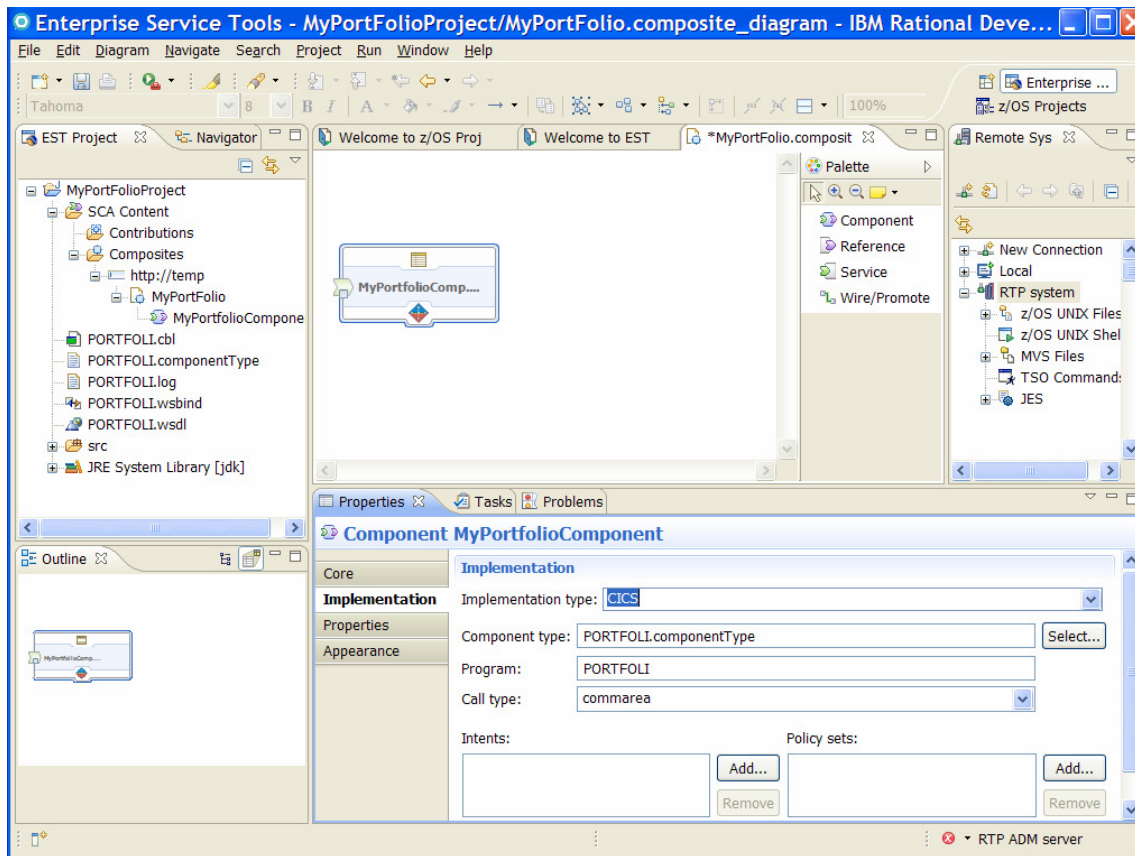 Enterprise Service Tools - MyPortFolioProject/MyPortFolio.composite_diagram - IBM Rational Deve...
File Edit Diagram Navigate Search Project Run Window Help
Enterprise ...
Tahoma 8 B I A 100%
z/OS Projects
EST Project
Navigator
Welcome to z/OS Proj
Welcome to EST
*MyPortFolio.composit
Remote Sys
MyPortFolioProject
SCA Content
Contributions
Composites
http://temp
MyPortFolio
MyPortfolioCompone
PORTFOLI.cbl
PORTFOLI.componentType
PORTFOLI.log
PORTFOLI.wsbind
PORTFOLI.wsdl
src
JRE System Library [jdk]
MyPortfolioComp....
Palette
Component
Reference
Service
Wire/Promote
New Connection
Local
RTP system
z/OS UNIX Files
z/OS UNIX Shel
MVS Files
TSO Commands
JES
Outline
MyPortfolioComp....
Properties
Tasks
Problems
Component MyPortfolioComponent
Core
Implementation
Properties
Appearance
Implementation
Implementation type: CICS
Component type: PORTFOLI.componentType Select...
Program: PORTFOLI
Call type: commarea
Intents:
Policy sets:
Add...
Add...
Remove
Remove
RTP ADM server